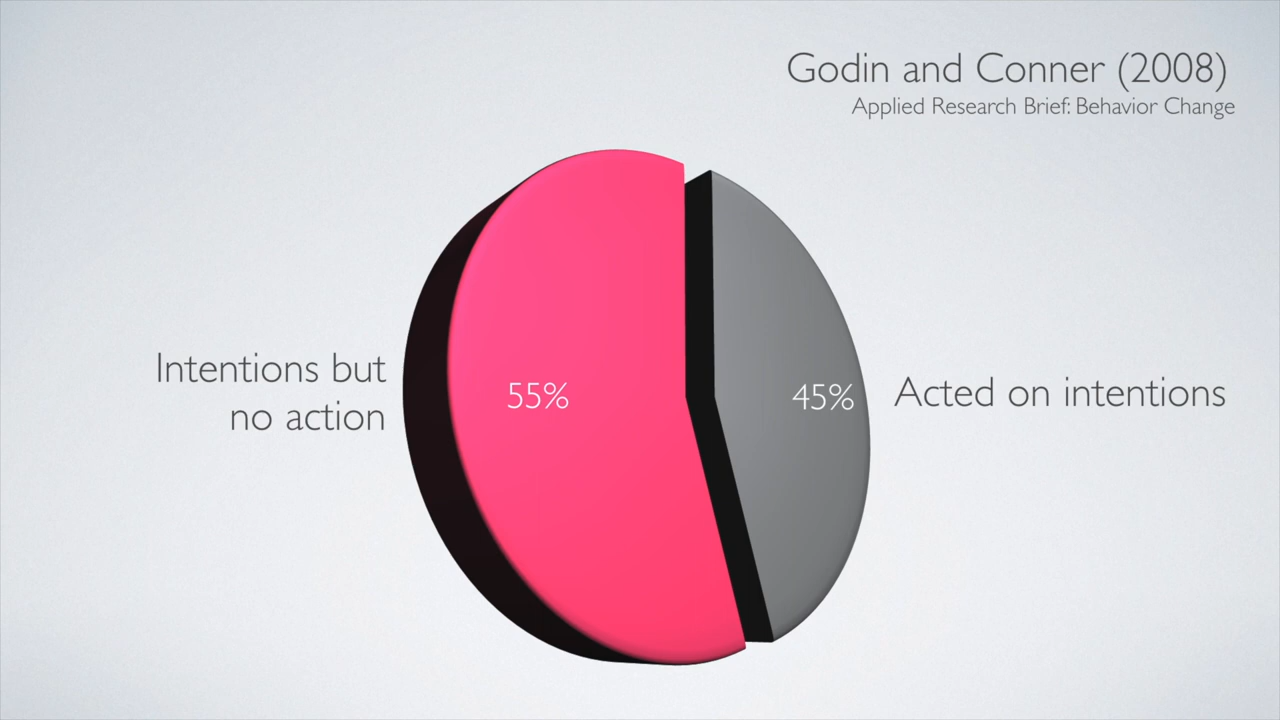 Godin and Conner (2008)
Applied Research Brief: Behavior Change
Intentions but
no action
55%
45%
Acted on intentions